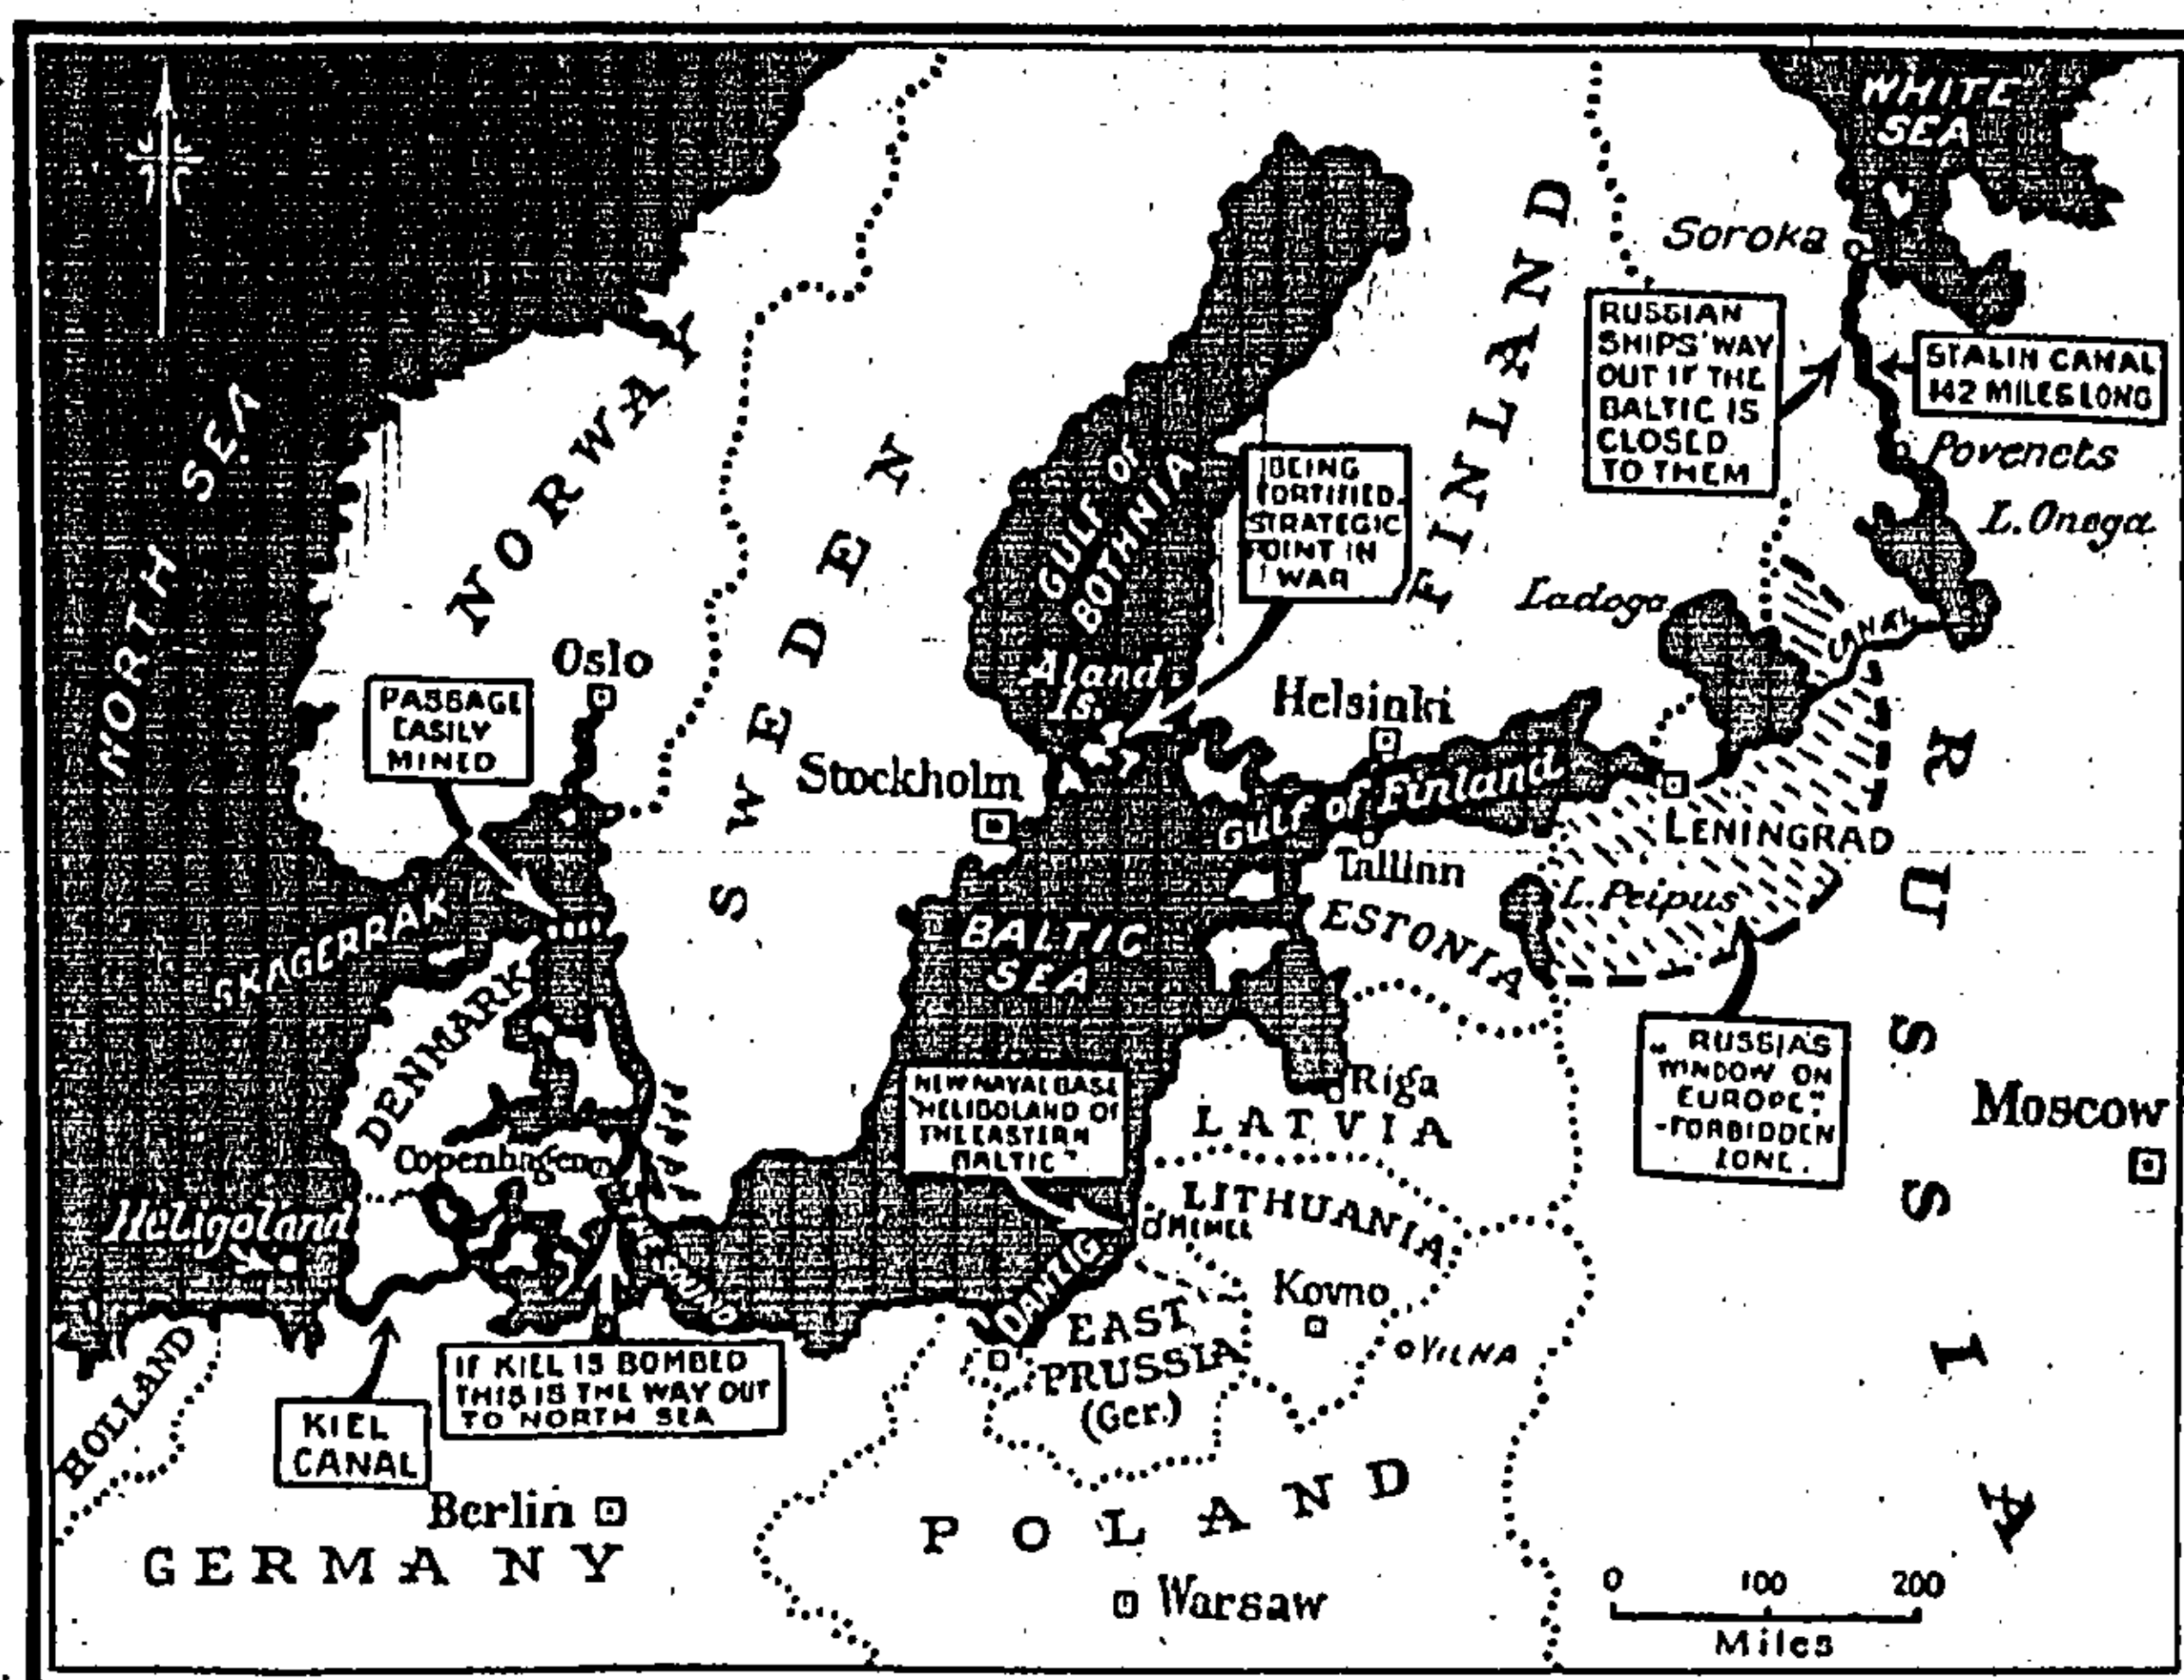 WHITE
SEA
Soroka
RUSSIAN
SHIPS' WAY
OUT IF THE
BALTIC IS
CLOSED
TO THEM
STALIN CANAL
142 MILES LONG
Povenets
L. Onega
NORTH SEA
NORWAY
SWEDEN
GULF OF
BOTHNIA
BEING
FORTIFIED-
STRATEGIC
POINT IN
WAR
FINLAND
Ladoga
CANAL
Oslo
PASSAGE
EASILY
MINED
Aland
Is.
Helsinki
Stockholm
Gulf of Finland
LENINGRAD
Tallinn
L. Peipus
ESTONIA
SKAGERRAK
BALTIC
SEA
RUSSIA
DENMARK
"RUSSIA'S
WINDOW ON
EUROPE":
-FORBIDDEN
ZONE.
NEW NAVAL BASE
"HELIGOLAND OF
THE EASTERN
BALTIC"
Riga
LATVIA
Moscow
Copenhagen
Heligoland
THE SOUND
LITHUANIA
MEMEL
DANZIG
Kovno
VILNA
EAST
PRUSSIA
(Ger.)
HOLLAND
IF KIEL IS BOMBED
THIS IS THE WAY OUT
TO NORTH SEA
KIEL
CANAL
Berlin
GERMANY
POLAND
Warsaw
0 100 200
Miles